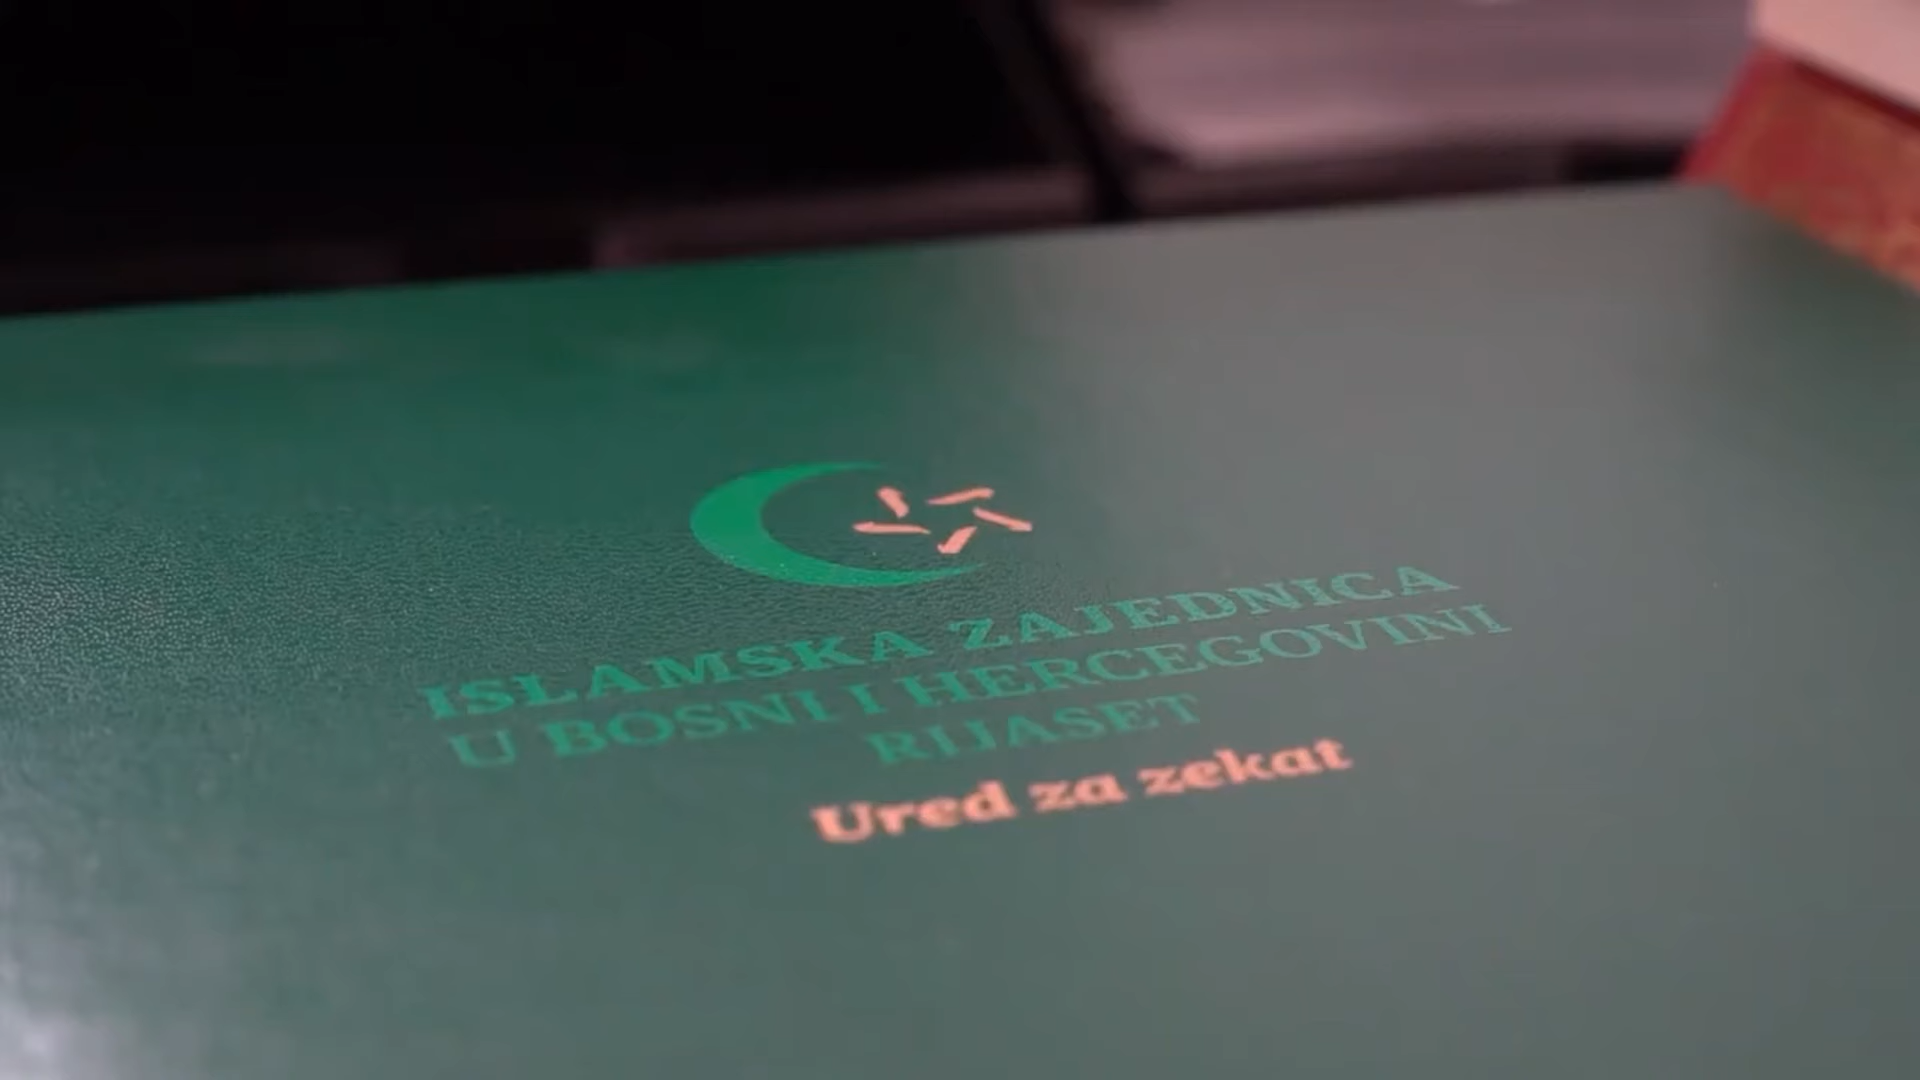 ISLAMSKA ZAJEDNICA
U BOSNI I HERCEGOVINI
RIJASET
Ured za zekat